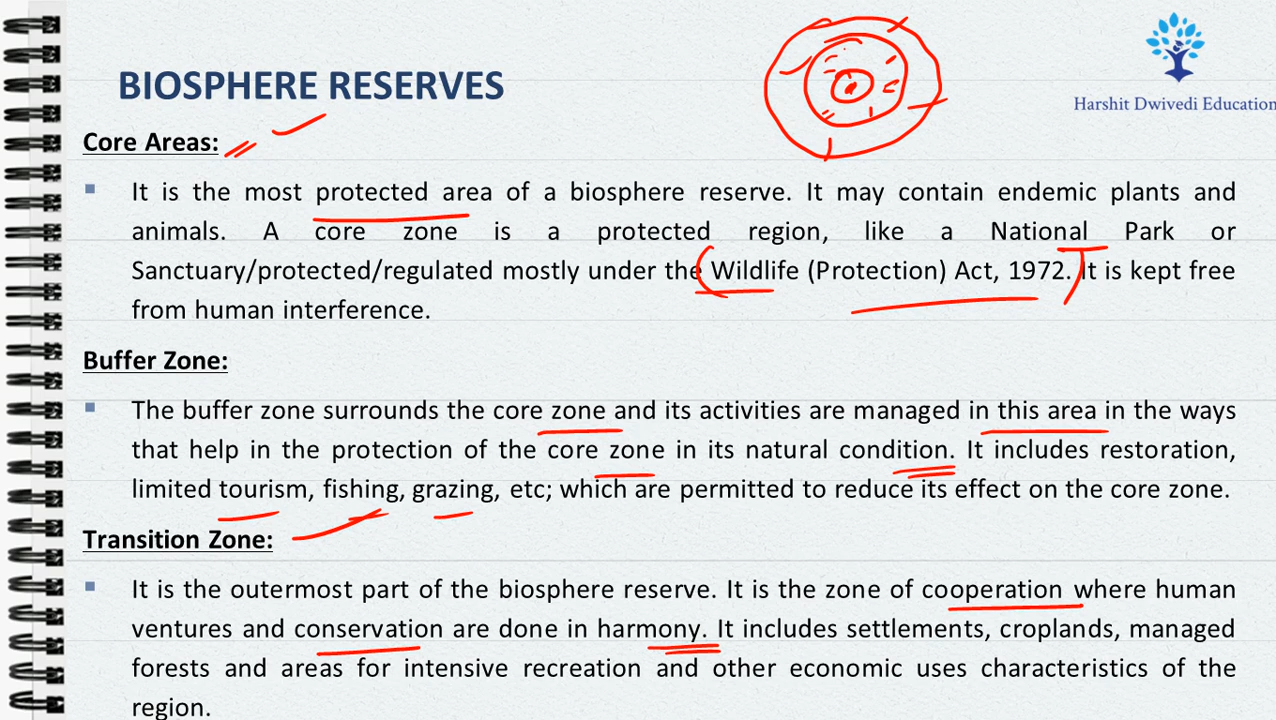 BIOSPHERE RESERVES
Harshit Dwivedi Education
Core Areas:
It is the most protected area of a biosphere reserve. It may contain endemic plants and
animals. A core zone is a protected region, like a National Park or
Sanctuary/protected/regulated mostly under the Wildlife (Protection) Act, 1972. It is kept free
from human interference.
Buffer Zone:
The buffer zone surrounds the core zone and its activities are managed in this area in the ways
that help in the protection of the core zone in its natural condition. It includes restoration,
limited tourism, fishing, grazing, etc; which are permitted to reduce its effect on the core zone.
Transition Zone:
It is the outermost part of the biosphere reserve. It is the zone of cooperation where human
ventures and conservation are done in harmony. It includes settlements, croplands, managed
forests and areas for intensive recreation and other economic uses characteristics of the
region.